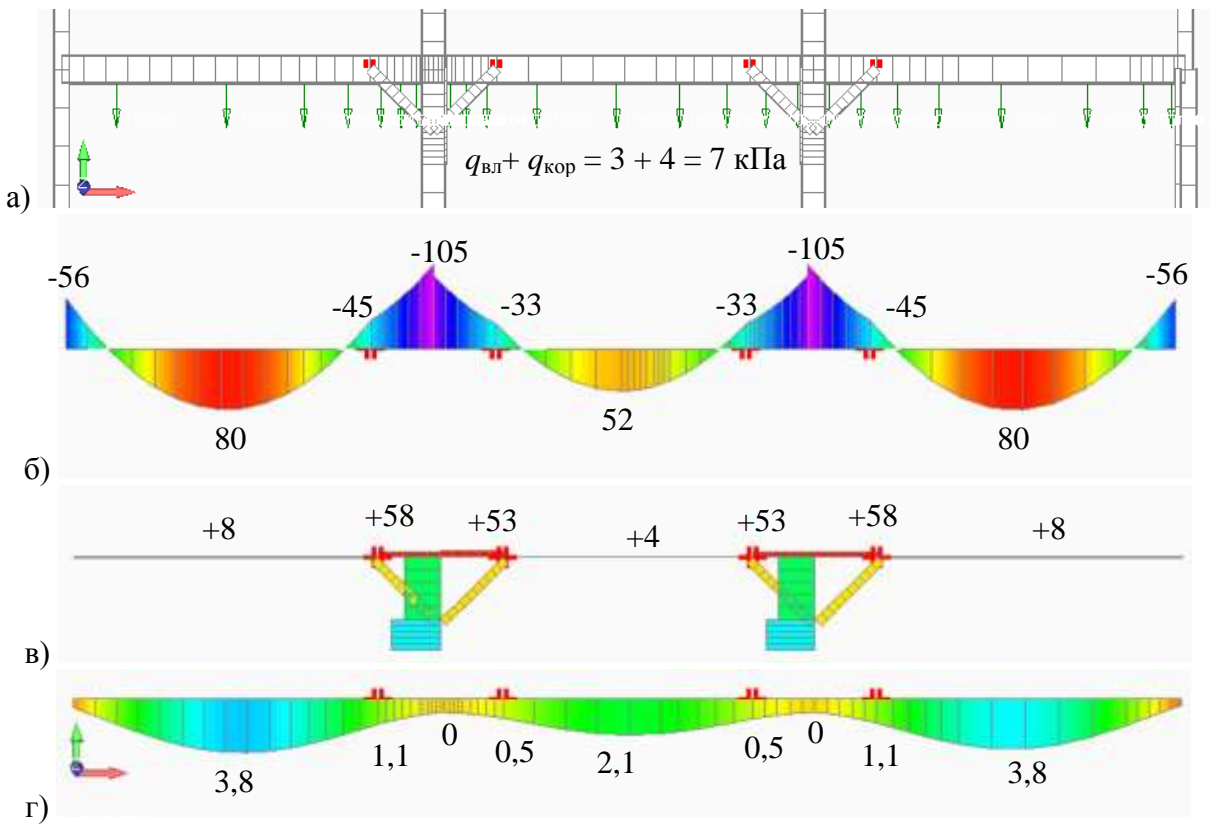 qвл+ qкор = 3 + 4 = 7 кПа
а)
-56 -105 -105 -56
-45 -33 -33 -45
80 52 80
б)
+8 +58 +53 +4 +53 +58 +8
в)
1,1 0 0,5 2,1 0,5 0 1,1
3,8 3,8
г)